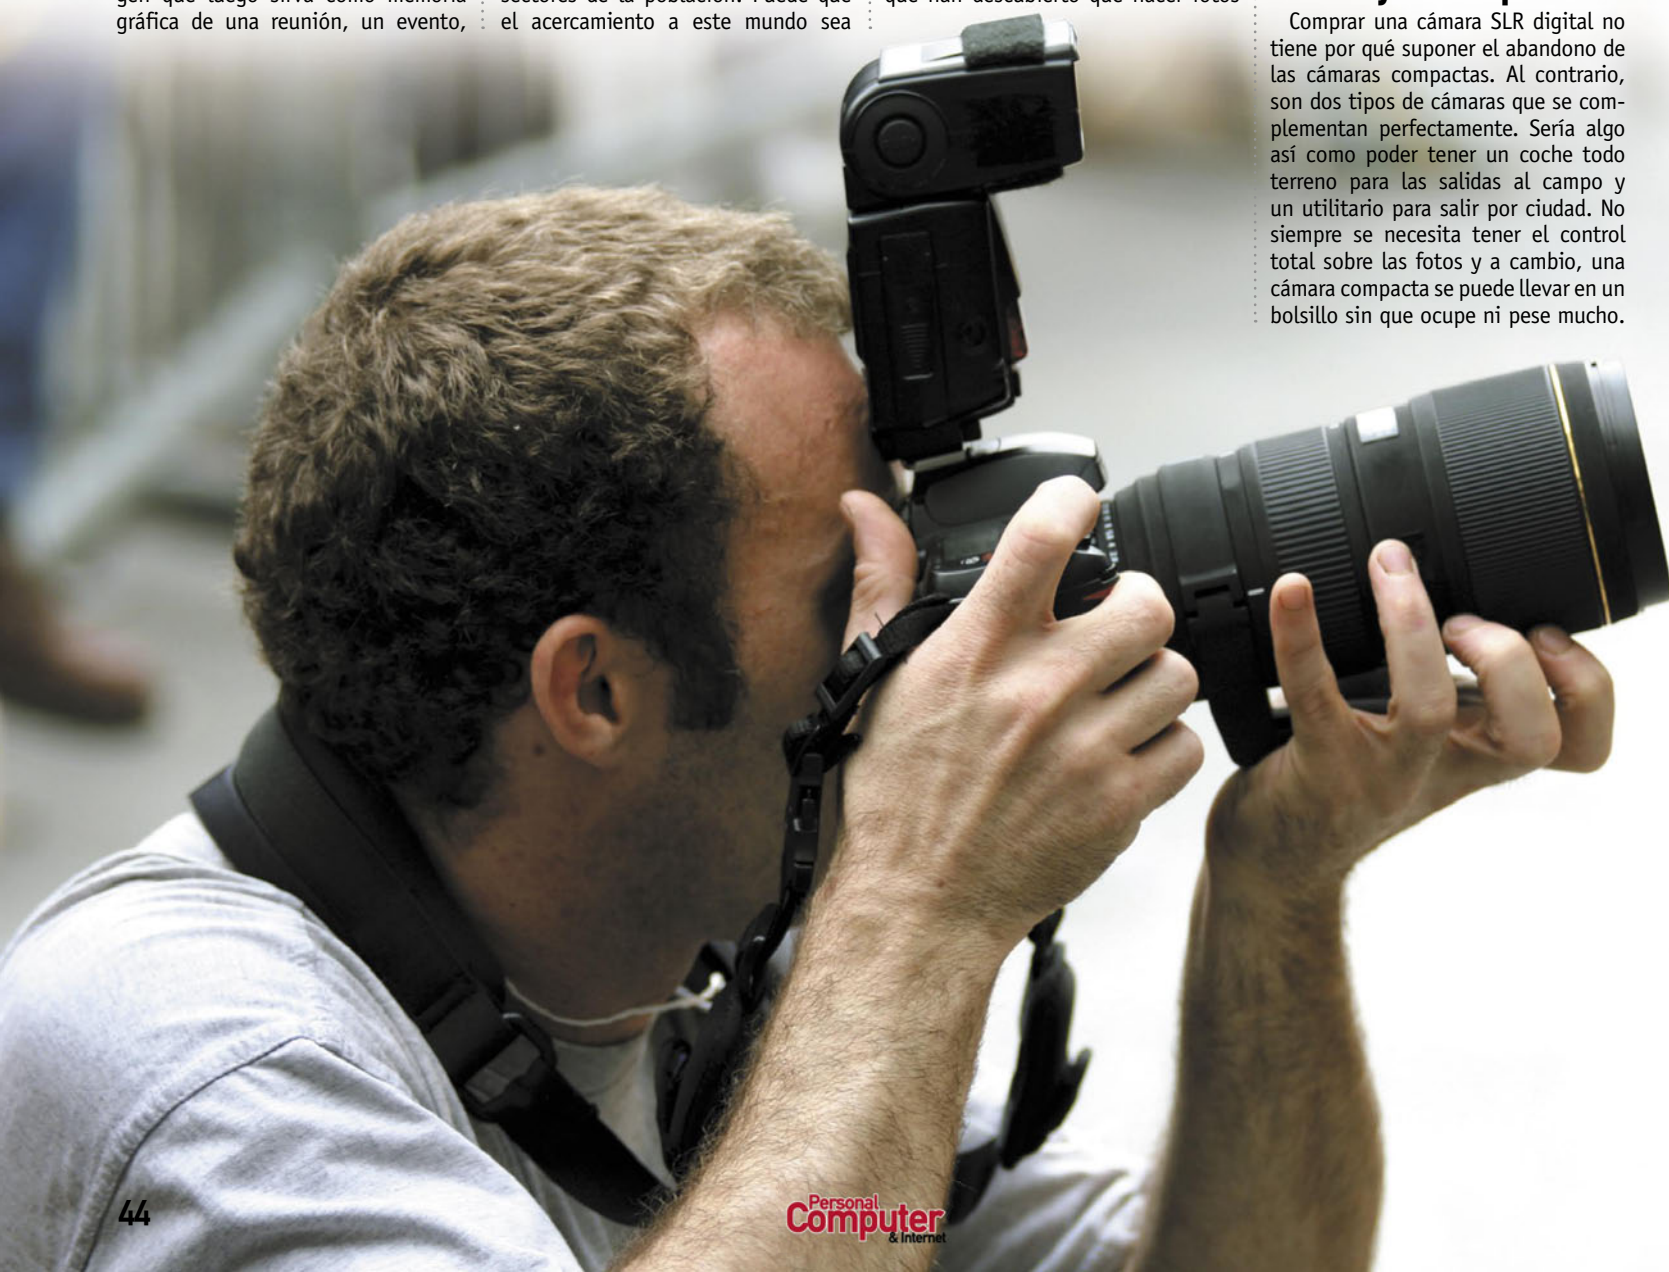 gráfica de una reunión, un evento,
el acercamiento a este mundo sea
Comprar una cámara SLR digital no
tiene por qué suponer el abandono de
las cámaras compactas. Al contrario,
son dos tipos de cámaras que se com-
plementan perfectamente. Sería algo
así como poder tener un coche todo
terreno para las salidas al campo y
un utilitario para salir por ciudad. No
siempre se necesita tener el control
total sobre las fotos y a cambio, una
cámara compacta se puede llevar en un
bolsillo sin que ocupe ni pese mucho.
44
Personal
Computer
& Internet